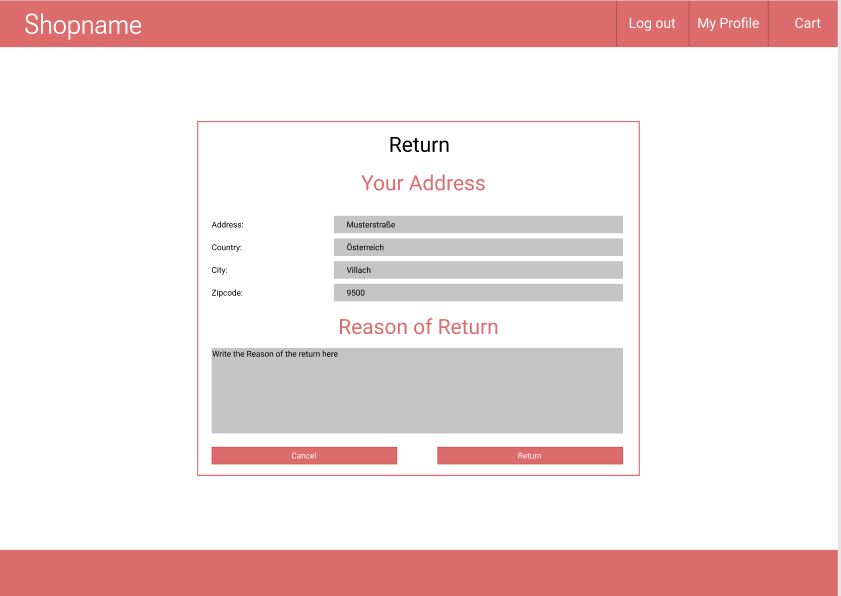 Shopname
Log out
My Profile
Cart
Return
Your Address
Address: Musterstraße
Country: Österreich
City: Villach
Zipcode: 9500
Reason of Return
Write the Reason of the return here
Cancel
Return